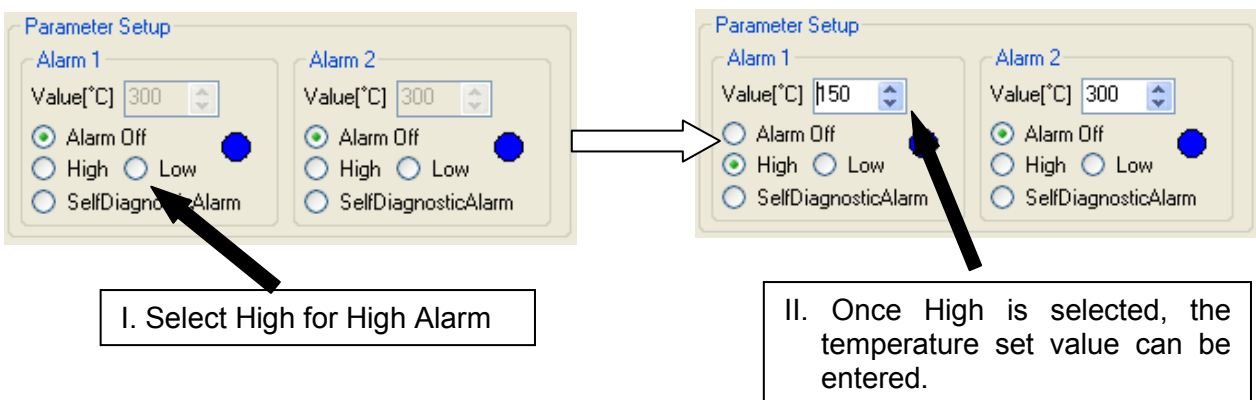 Parameter Setup
Alarm 1
Value[°C] 300
Alarm Off
High Low
SelfDiagnosticAlarm
Alarm 2
Value[°C] 300
Alarm Off
High Low
SelfDiagnosticAlarm
I. Select High for High Alarm
Parameter Setup
Alarm 1
Value[°C] 150
Alarm Off
High Low
SelfDiagnosticAlarm
Alarm 2
Value[°C] 300
Alarm Off
High Low
SelfDiagnosticAlarm
II. Once High is selected, the
temperature set value can be
entered.